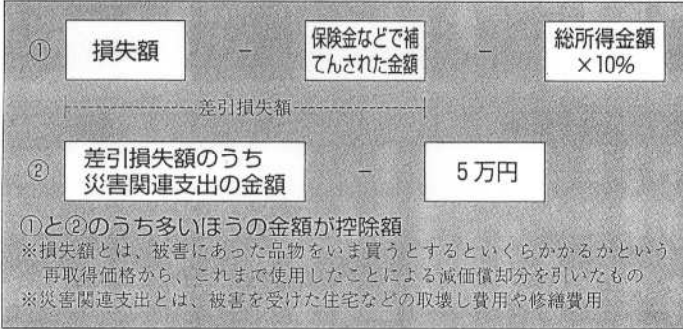 ① 損失額 － 保険金などで補てんされた金額 － 総所得金額×10%
差引損失額
② 差引損失額のうち災害関連支出の金額 － 5万円
①と②のうち多いほうの金額が控除額
※損失額とは、被害にあった品物をいま買うとするといくらかかるかという
再取得価格から、これまで使用したことによる減価償却分を引いたもの
※災害関連支出とは、被害を受けた住宅などの取壊し費用や修繕費用